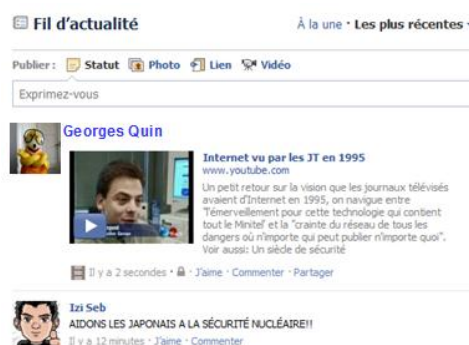 Fil d'actualité
À la une · Les plus récentes ·
Publier : Statut Photo Lien Vidéo
Exprimez-vous
Georges Quin
Internet vu par les JT en 1995
www.youtube.com
Un petit retour sur la vision que les journaux télévisés
avaient d'Internet en 1995, on navigue entre
"l'émerveillement pour cette technologie qui contient
tout le Minitel" et la "crainte du réseau de tous les
dangers où n'importe qui peut publier n'importe quoi".
Voir aussi: Un siècle de sécurité
Il y a 2 secondes · J'aime · Commenter · Partager
Izi Seb
AIDONS LES JAPONAIS A LA SÉCURITÉ NUCLÉAIRE!!
Il y a 12 minutes · J'aime · Commenter